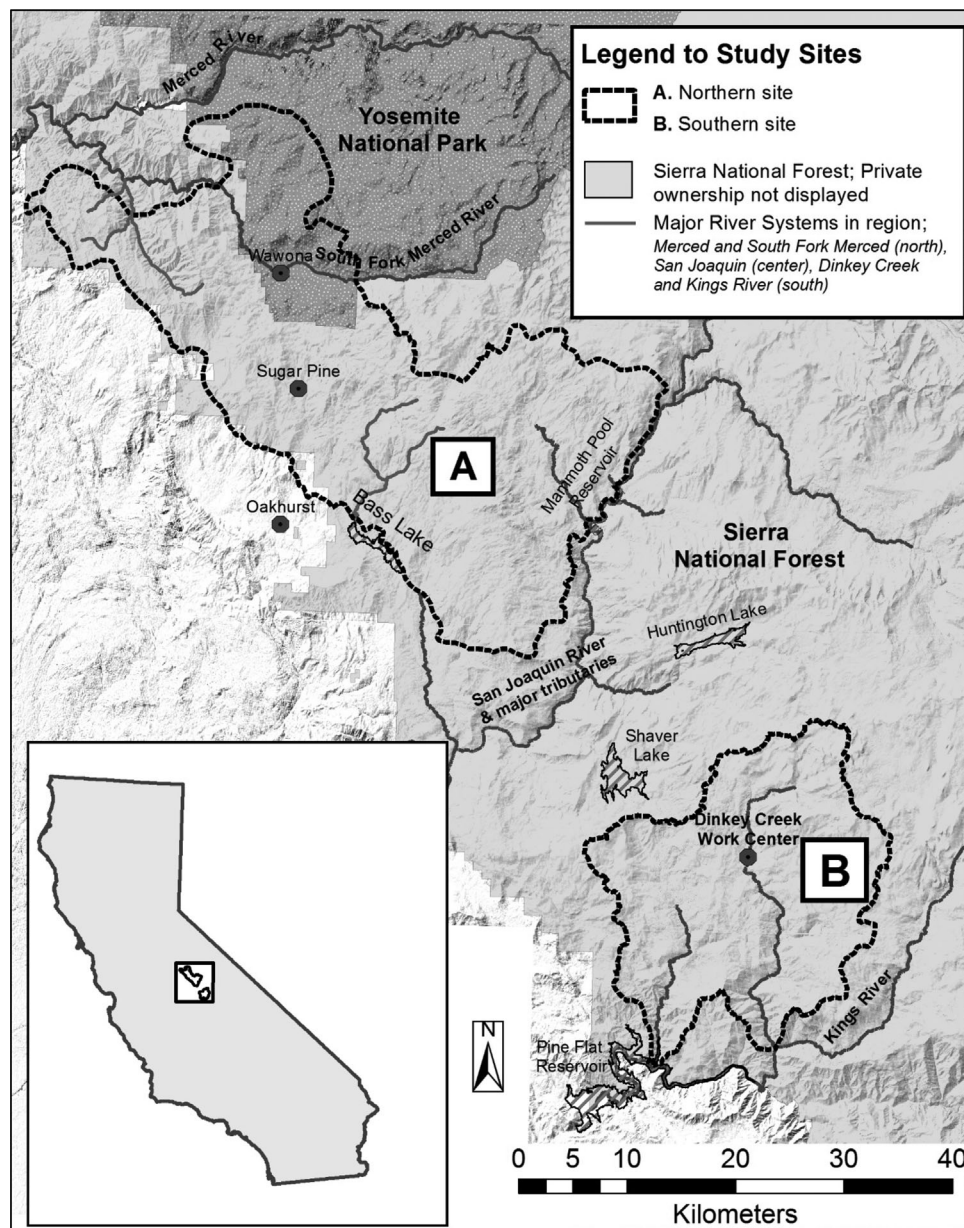 Merced River
Yosemite
National Park
Legend to Study Sites
A. Northern site
B. Southern site
Sierra National Forest; Private
ownership not displayed
Major River Systems in region;
Merced and South Fork Merced (north),
San Joaquin (center), Dinkey Creek
and Kings River (south)
South Fork Merced River
Wawona
Sugar Pine
A
Mammoth Pool
Reservoir
Oakhurst
Bass Lake
Sierra
National Forest
Huntington Lake
San Joaquin River
& major tributaries
Shaver
Lake
Dinkey Creek
Work Center
B
Kings River
N
Pine Flat
Reservoir
0 5 10 20 30 40
Kilometers